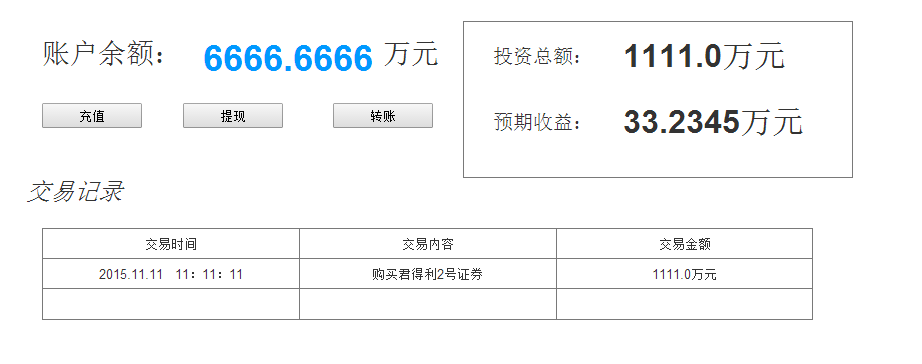 账户余额： 6666.6666 万元
充值 提现 转账
投资总额： 1111.0万元
预期收益： 33.2345万元
交易记录
交易时间 交易内容 交易金额
2015.11.11 11：11：11 购买君得利2号证券 1111.0万元